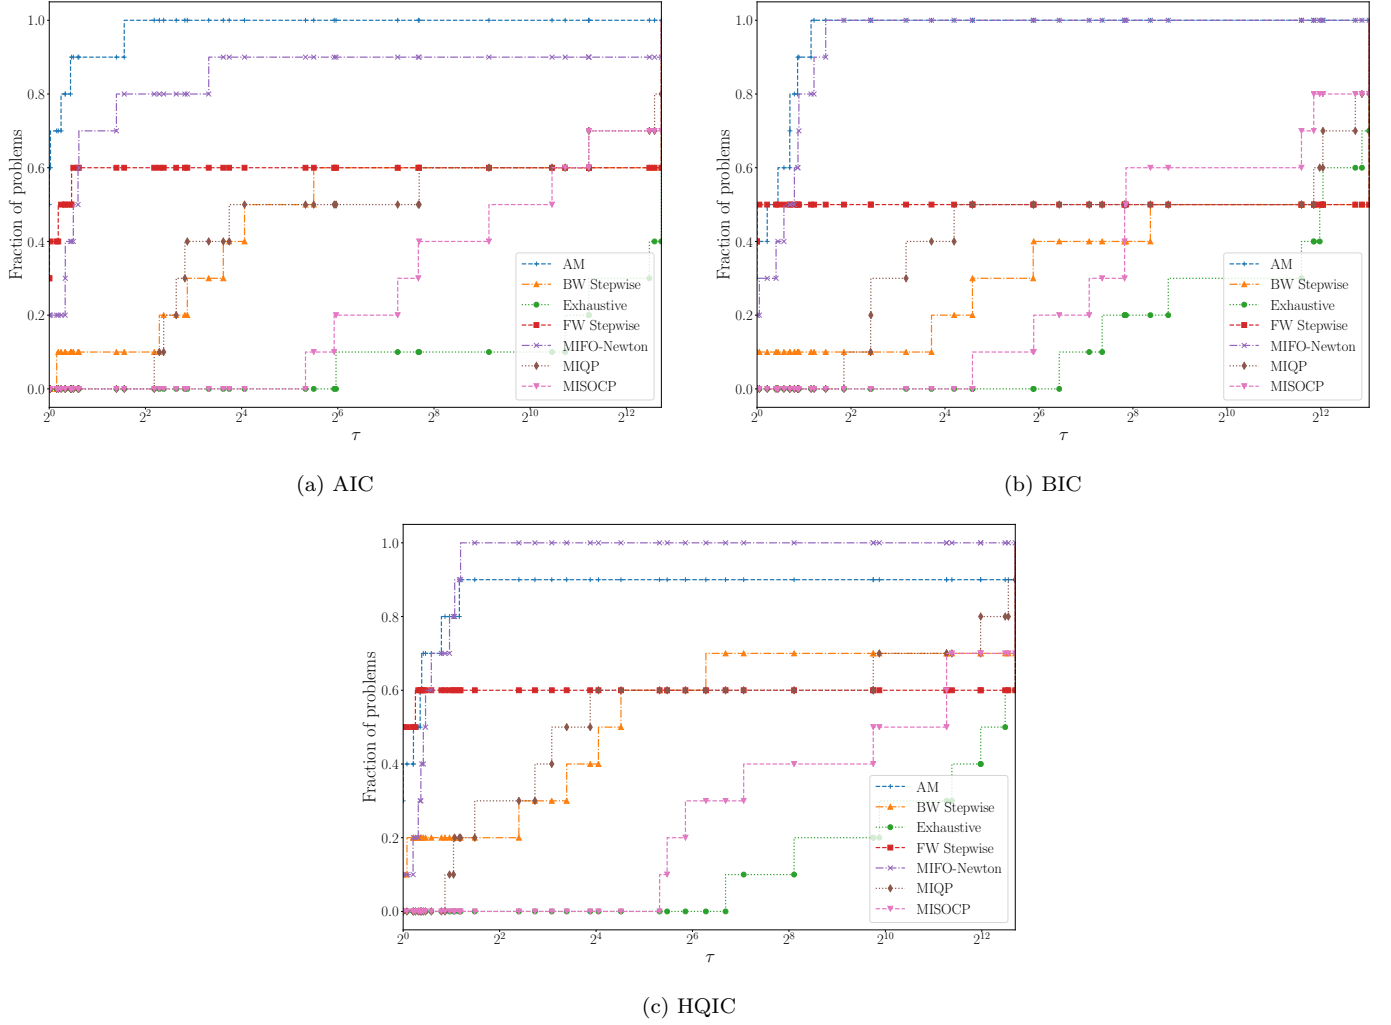 1.0
0.8
0.6
0.4
0.2
0.0
Fraction of problems
2^0
2^2
2^4
2^6
2^8
2^10
2^12
τ
AM
BW Stepwise
Exhaustive
FW Stepwise
MIFO-Newton
MIQP
MISOCP
(a) AIC
1.0
0.8
0.6
0.4
0.2
0.0
Fraction of problems
2^0
2^2
2^4
2^6
2^8
2^10
2^12
τ
AM
BW Stepwise
Exhaustive
FW Stepwise
MIFO-Newton
MIQP
MISOCP
(b) BIC
1.0
0.8
0.6
0.4
0.2
0.0
Fraction of problems
2^0
2^2
2^4
2^6
2^8
2^10
2^12
τ
AM
BW Stepwise
Exhaustive
FW Stepwise
MIFO-Newton
MIQP
MISOCP
(c) HQIC